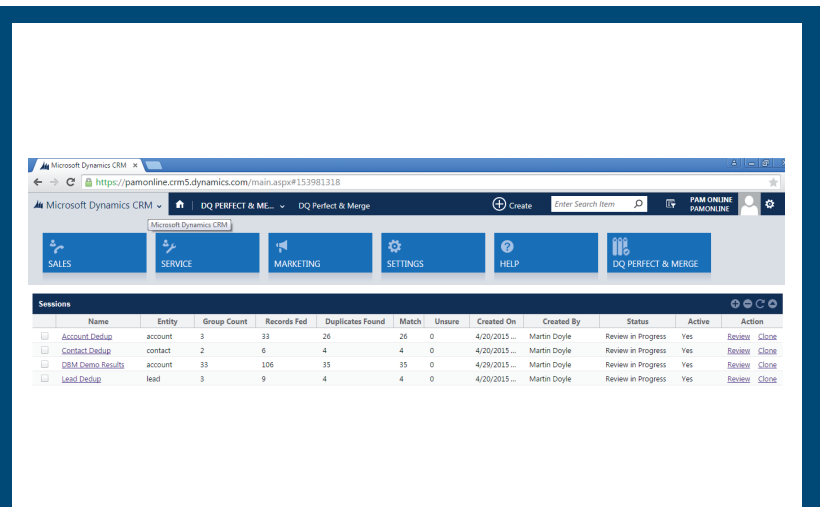 Microsoft Dynamics CRM ×
https://pamonline.crm5.dynamics.com/main.aspx#153981318
Microsoft Dynamics CRM DQ PERFECT & ME... DQ Perfect & Merge Create Enter Search Item PAM ONLINE
PAMONLINE
Microsoft Dynamics CRM
SALES SERVICE MARKETING SETTINGS HELP DQ PERFECT & MERGE
Sessions
Name Entity Group Count Records Fed Duplicates Found Match Unsure Created On Created By Status Active Action
Account Dedup account 3 33 26 26 0 4/20/2015 ... Martin Doyle Review in Progress Yes Review Clone
Contact Dedup contact 2 6 4 4 0 4/20/2015 ... Martin Doyle Review in Progress Yes Review Clone
DBM Demo Results account 33 106 35 35 0 4/29/2015 ... Martin Doyle Review in Progress Yes Review Clone
Lead Dedup lead 3 9 4 4 0 4/20/2015 ... Martin Doyle Review in Progress Yes Review Clone